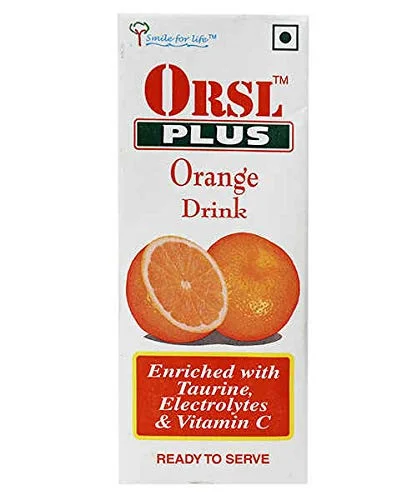 Smile for life™
ORSL™
PLUS
Orange
Drink
Enriched with
Taurine,
Electrolytes
& Vitamin C
READY TO SERVE